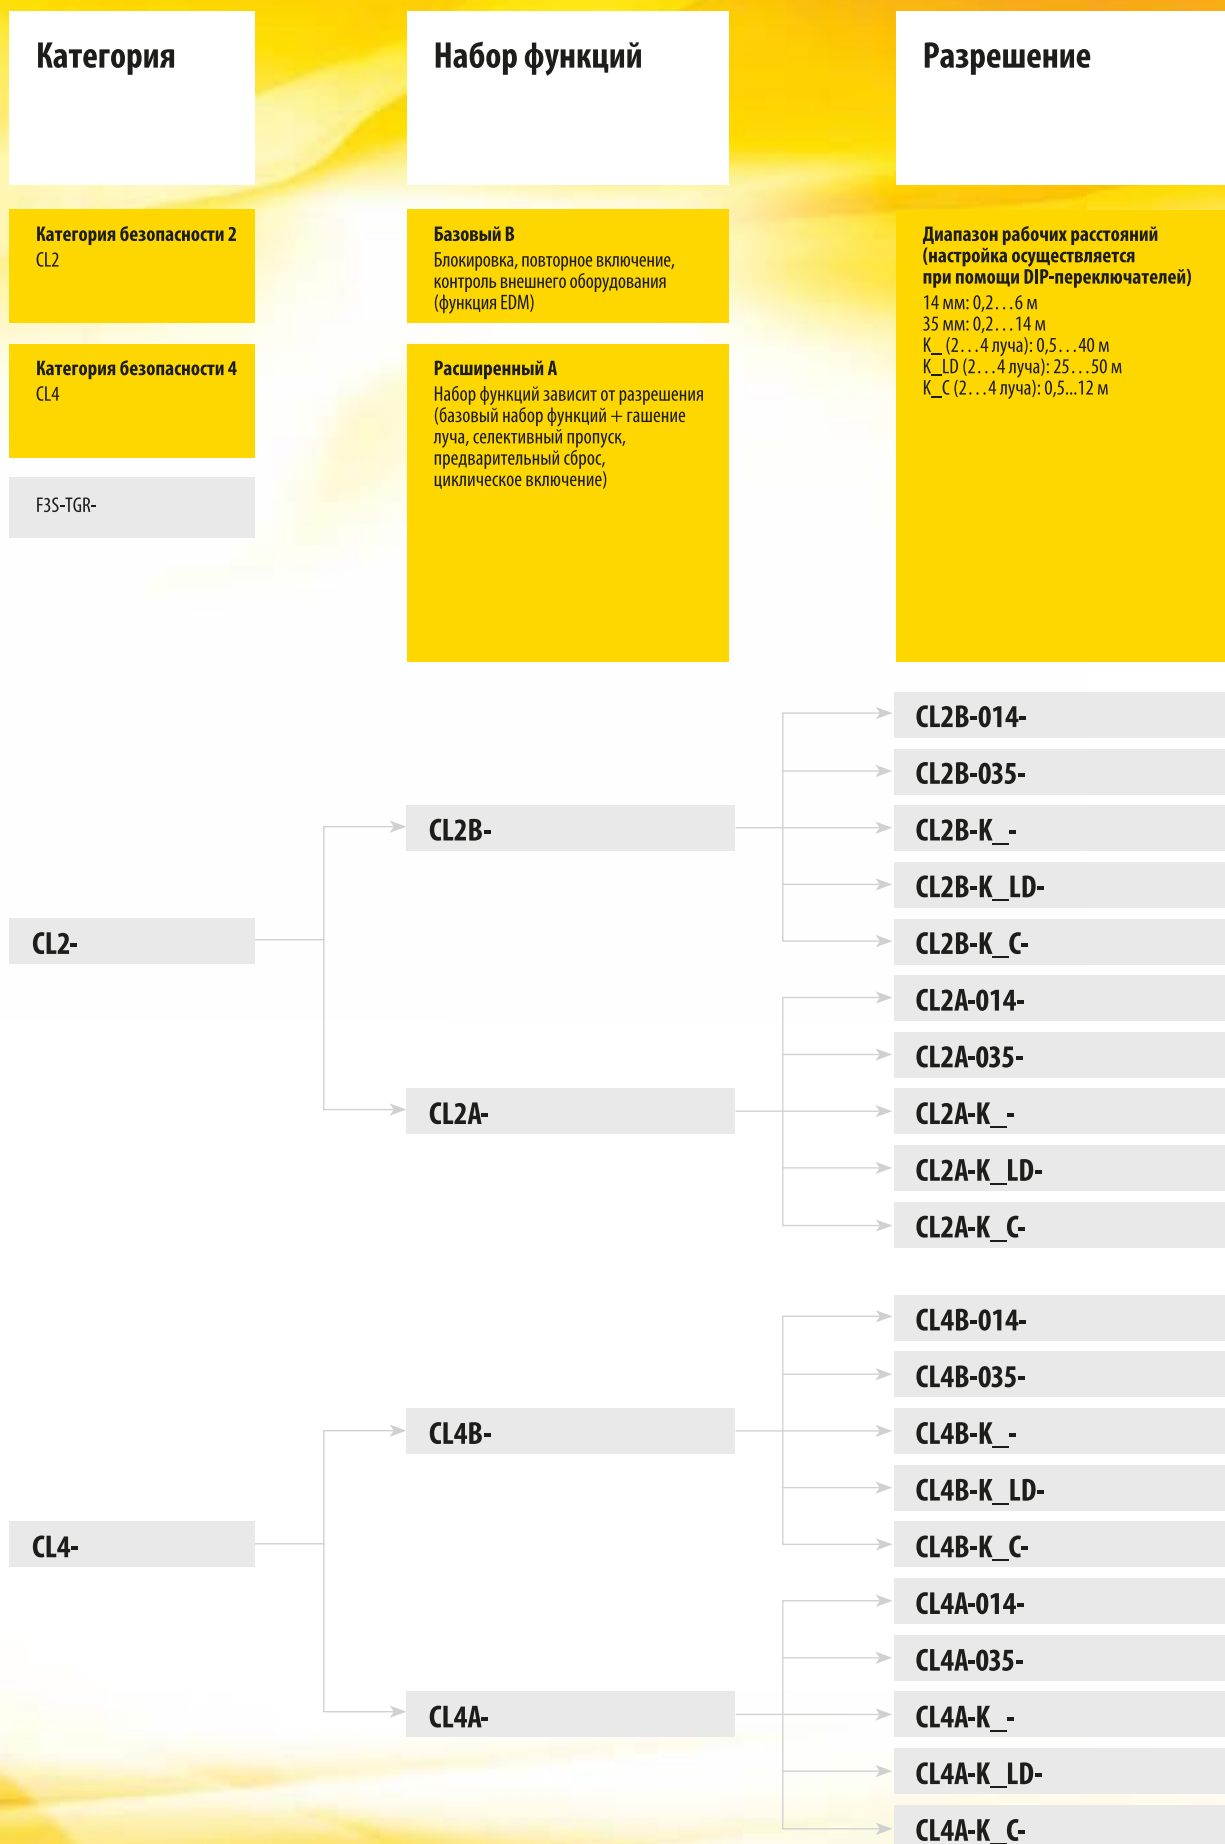 Категория
Набор функций
Разрешение
Категория безопасности 2
CL2
Категория безопасности 4
CL4
F3S-TGR-
Базовый B
Блокировка, повторное включение,
контроль внешнего оборудования
(функция EDM)
Расширенный A
Набор функций зависит от разрешения
(базовый набор функций + гашение
луча, селективный пропуск,
предварительный сброс,
циклическое включение)
Диапазон рабочих расстояний
(настройка осуществляется
при помощи DIP-переключателей)
14 мм: 0,2…6 м
35 мм: 0,2…14 м
K_ (2…4 луча): 0,5…40 м
K_LD (2…4 луча): 25…50 м
K_C (2…4 луча): 0,5...12 м
CL2-
CL2B-
CL2B-014-
CL2B-035-
CL2B-K_-
CL2B-K_LD-
CL2B-K_C-
CL2A-
CL2A-014-
CL2A-035-
CL2A-K_-
CL2A-K_LD-
CL2A-K_C-
CL4-
CL4B-
CL4B-014-
CL4B-035-
CL4B-K_-
CL4B-K_LD-
CL4B-K_C-
CL4A-
CL4A-014-
CL4A-035-
CL4A-K_-
CL4A-K_LD-
CL4A-K_C-